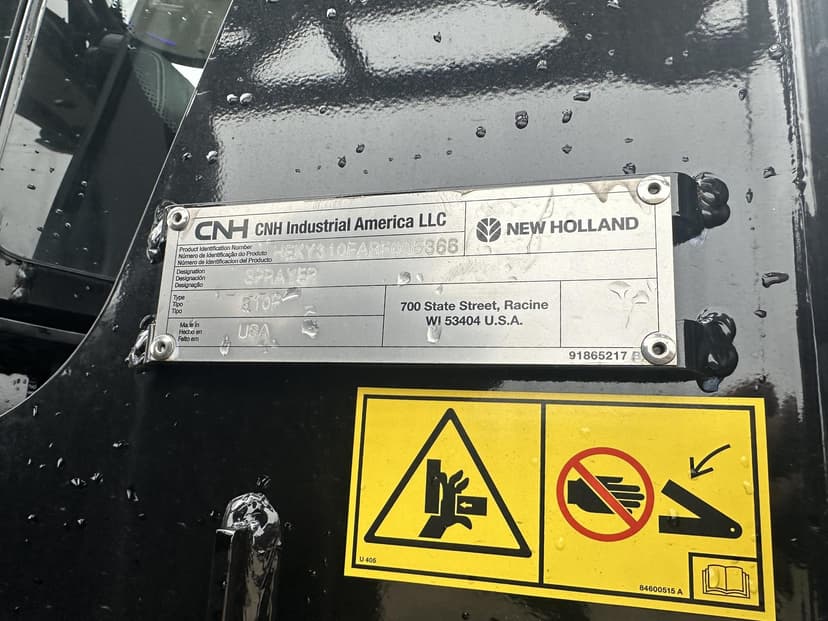 CNH CNH Industrial America LLC
NEW HOLLAND
Product Identification Number
Número de Identificação do Produto
Número de Identificacion del Producto
Designation
Designación
Designação
SPRAYER
Type
Tipo
Tipo
310F
Made in
Hecho en
Feito em
USA
700 State Street, Racine
WI 53404 U.S.A.
91865217 B
U 405
84600515 A